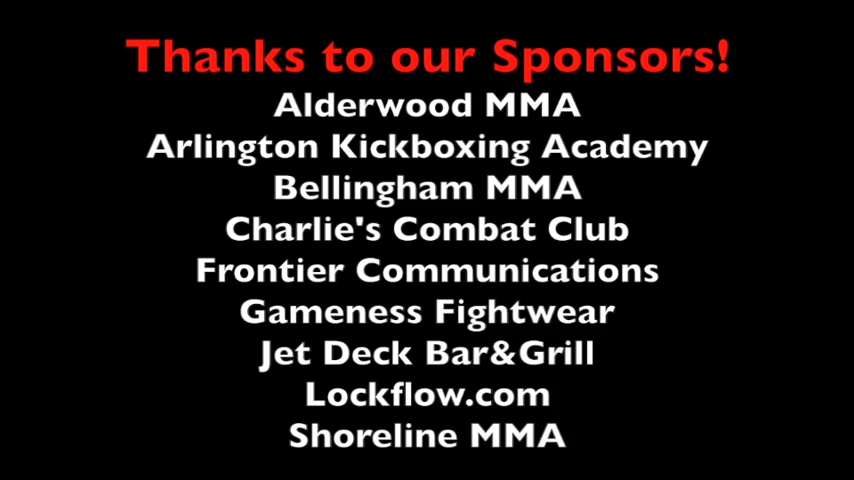 Thanks to our Sponsors!
Alderwood MMA
Arlington Kickboxing Academy
Bellingham MMA
Charlie's Combat Club
Frontier Communications
Gameness Fightwear
Jet Deck Bar&Grill
Lockflow.com
Shoreline MMA